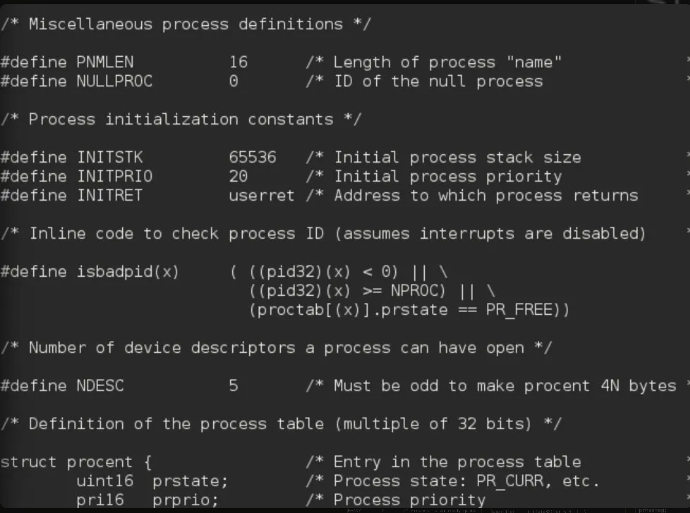 /* Miscellaneous process definitions */
#define PNMLEN 16 /* Length of process "name" *
#define NULLPROC 0 /* ID of the null process *
/* Process initialization constants */
#define INITSTK 65536 /* Initial process stack size *
#define INITPRIO 20 /* Initial process priority *
#define INITRET userret /* Address to which process returns *
/* Inline code to check process ID (assumes interrupts are disabled) *
#define isbadpid(x) ( ((pid32)(x) < 0) || \
((pid32)(x) >= NPROC) || \
(proctab[(x)].prstate == PR_FREE))
/* Number of device descriptors a process can have open */
#define NDESC 5 /* Must be odd to make procent 4N bytes *
/* Definition of the process table (multiple of 32 bits) */
struct procent { /* Entry in the process table *
uint16 prstate; /* Process state: PR_CURR, etc. *
pri16 prprio; /* Process priority *